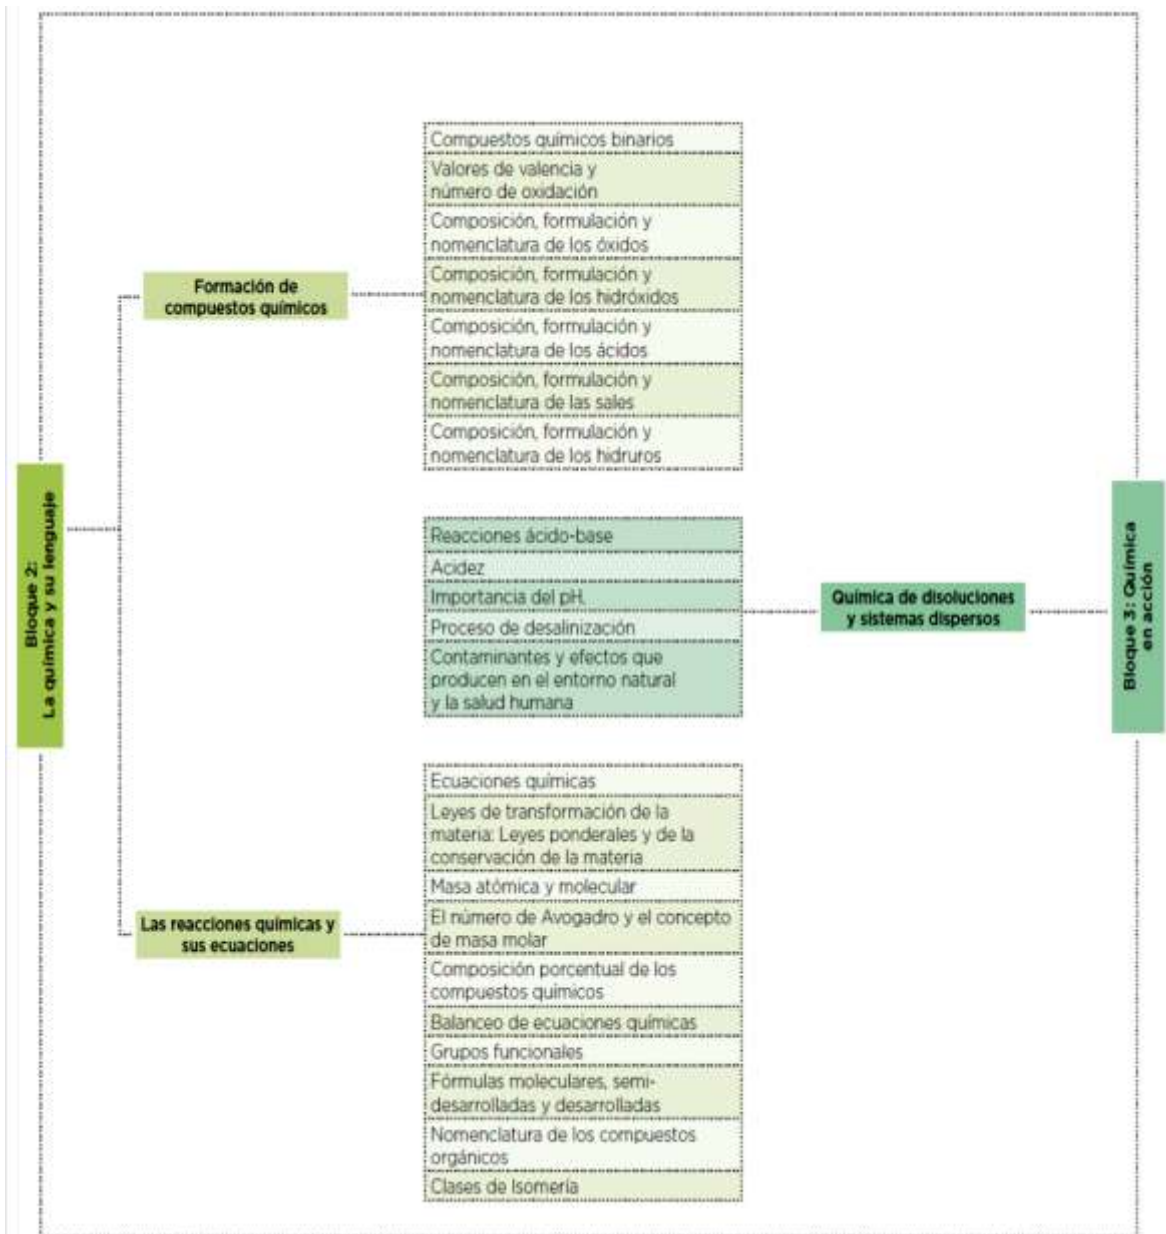 Bloque 2:
La química y su lenguaje
Formación de
compuestos químicos
Compuestos químicos binarios
Valores de valencia y
número de oxidación
Composición, formulación y
nomenclatura de los óxidos
Composición, formulación y
nomenclatura de los hidróxidos
Composición, formulación y
nomenclatura de los ácidos
Composición, formulación y
nomenclatura de las sales
Composición, formulación y
nomenclatura de los hidruros
Reacciones ácido-base
Acidez
Importancia del pH.
Proceso de desalinización
Contaminantes y efectos que
producen en el entorno natural
y la salud humana
Química de disoluciones
y sistemas dispersos
Bloque 3: Química
en acción
Las reacciones químicas y
sus ecuaciones
Ecuaciones químicas
Leyes de transformación de la
materia: Leyes ponderales y de la
conservación de la materia
Masa atómica y molecular
El número de Avogadro y el concepto
de masa molar
Composición porcentual de los
compuestos químicos
Balanceo de ecuaciones químicas
Grupos funcionales
Fórmulas moleculares, semi-
desarrolladas y desarrolladas
Nomenclatura de los compuestos
orgánicos
Clases de Isomería